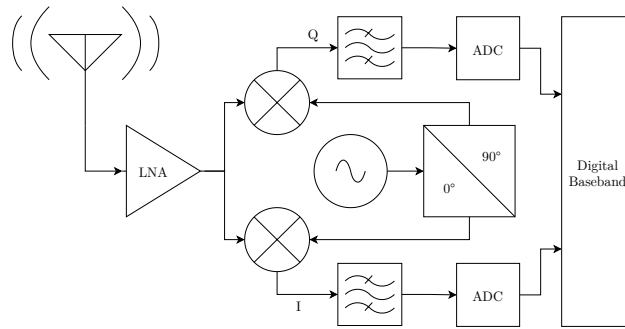 Q
ADC
LNA
90°
0°
Digital
Baseband
I
ADC